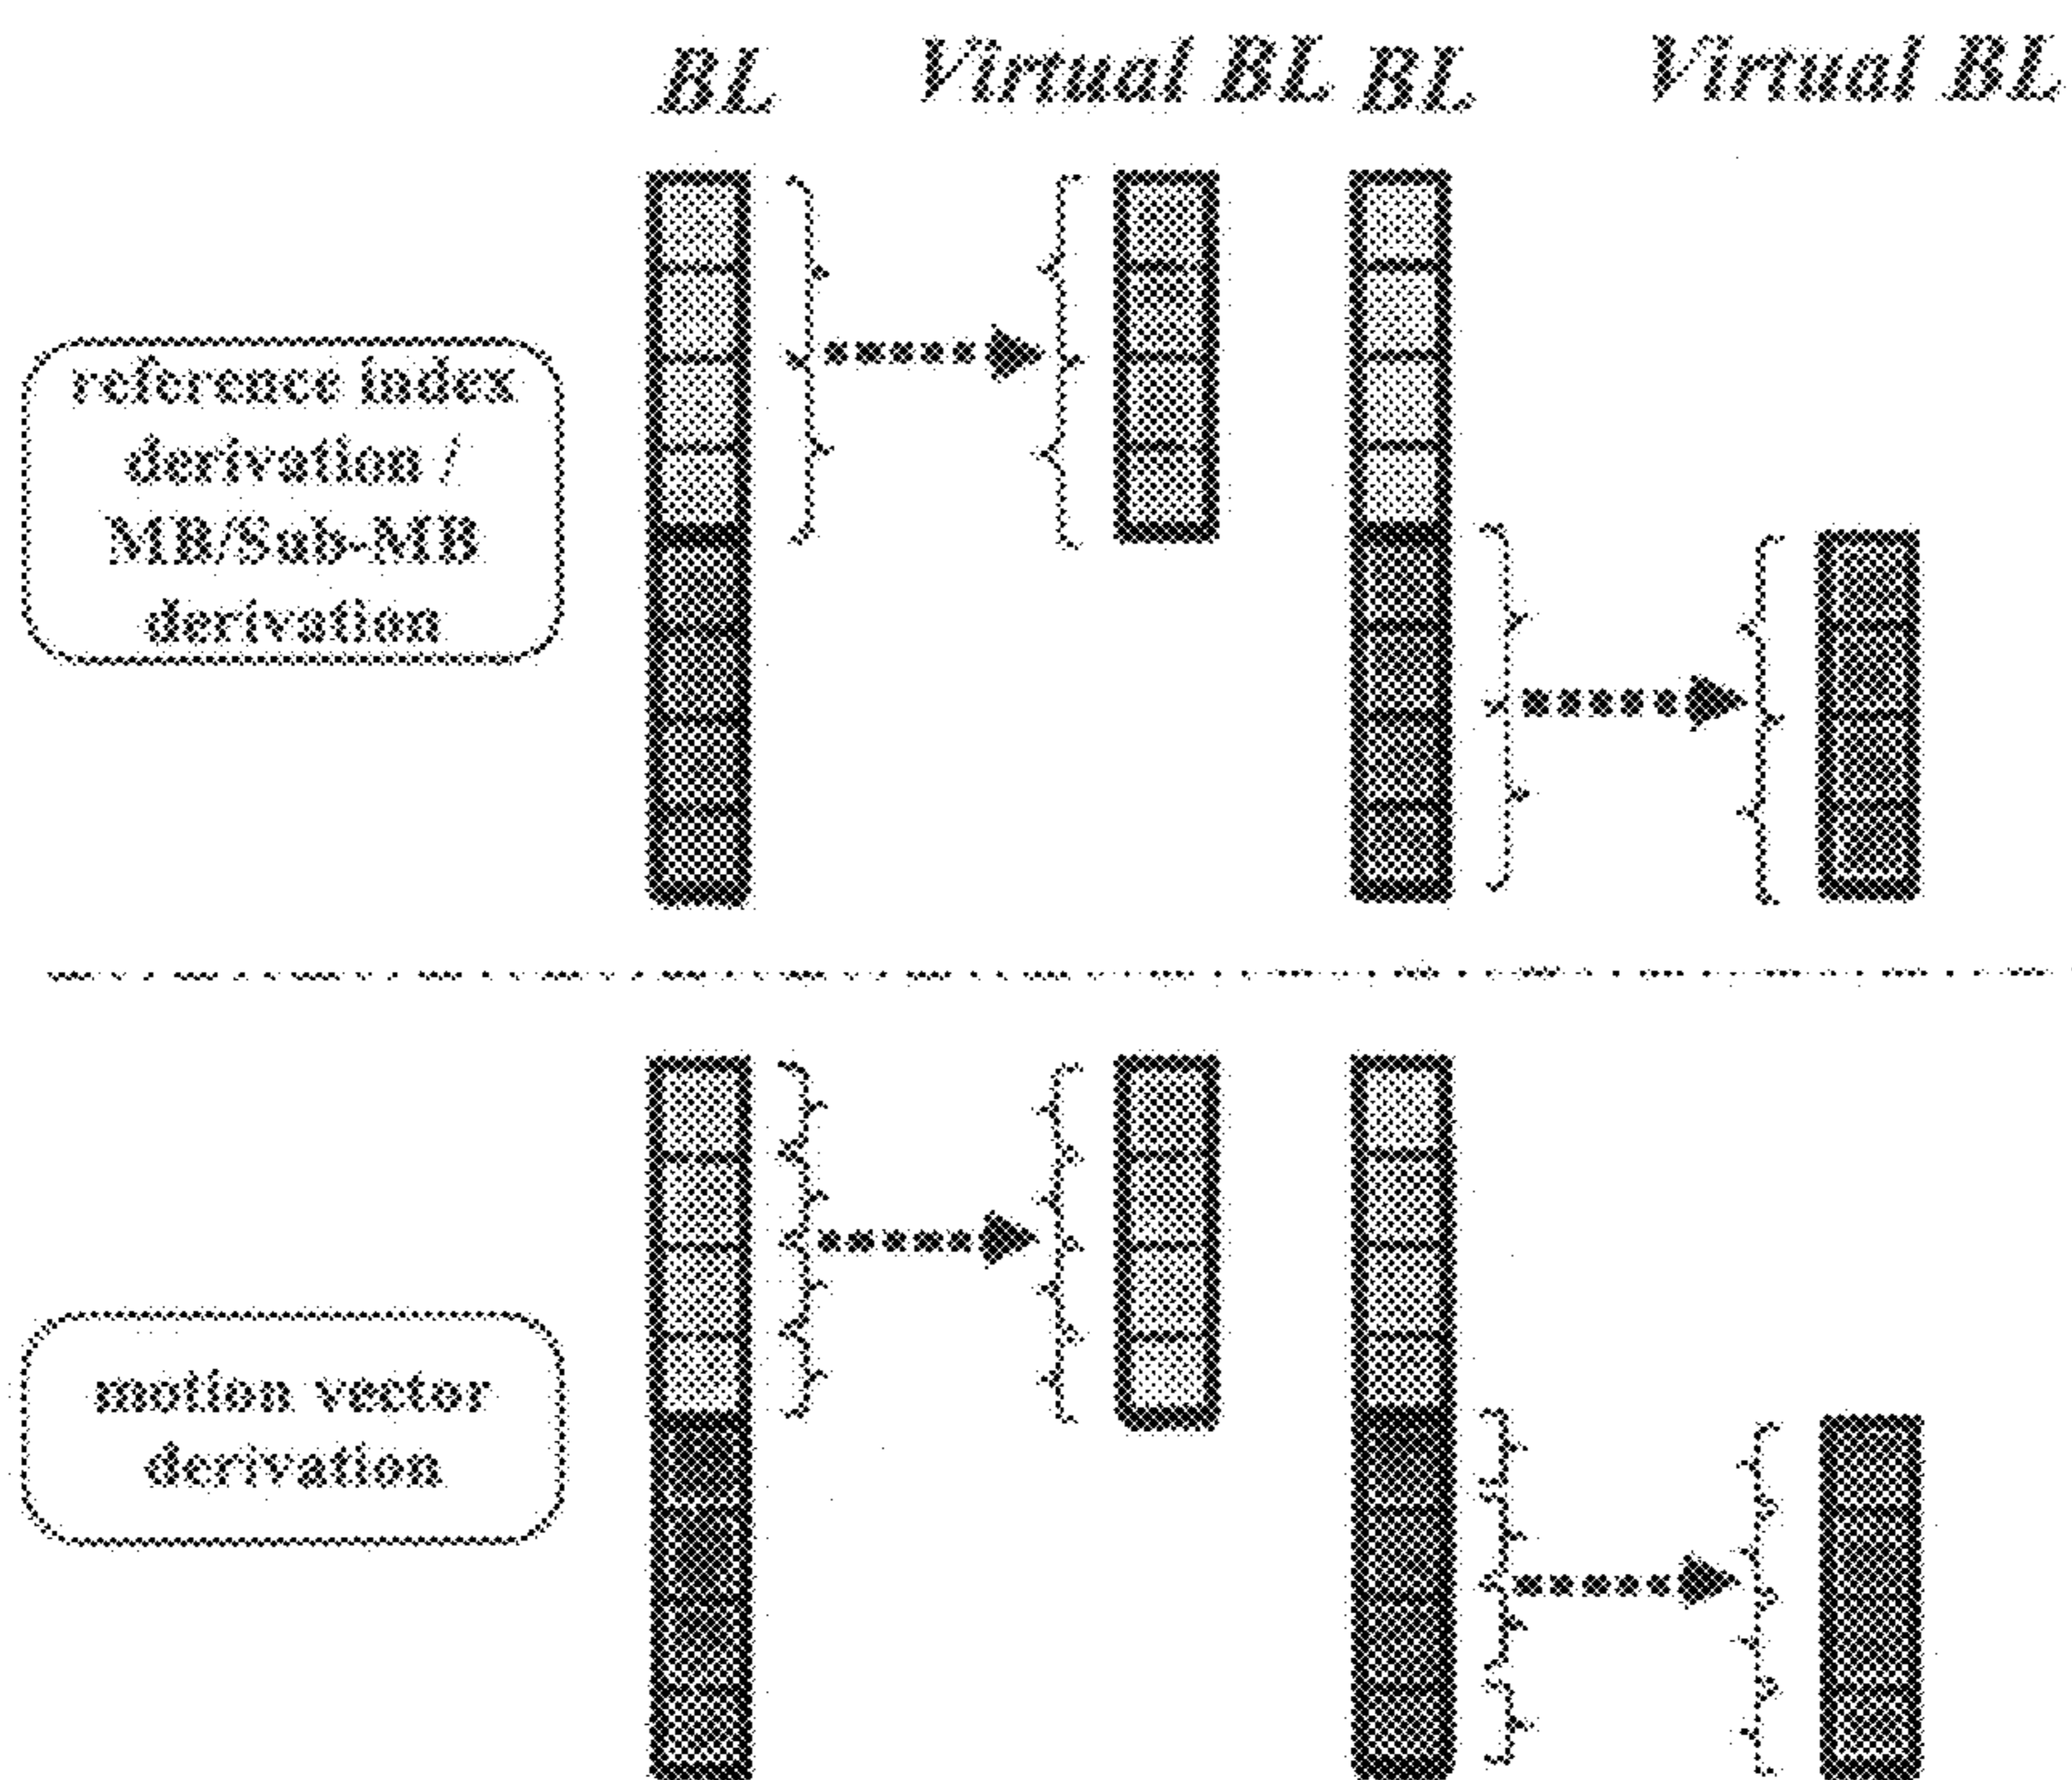 BL Virtual BL BL Virtual BL
reference index
derivation /
MB/Sub-MB
derivation
motion vector
derivation